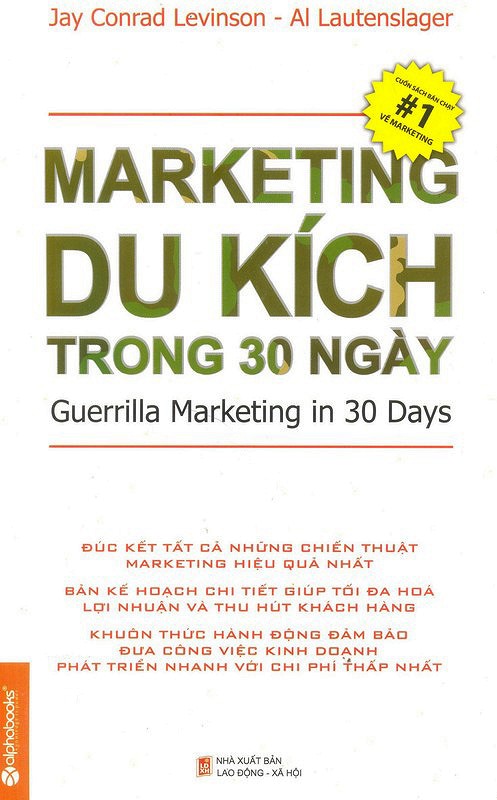 Jay Conrad Levinson - Al Lautenslager
CUỐN SÁCH BÁN CHẠY
#1
VỀ MARKETING
MARKETING
DU KÍCH
TRONG 30 NGÀY
Guerrilla Marketing in 30 Days
ĐÚC KẾT TẤT CẢ NHỮNG CHIẾN THUẬT
MARKETING HIỆU QUẢ NHẤT
BẢN KẾ HOẠCH CHI TIẾT GIÚP TỐI ĐA HOÁ
LỢI NHUẬN VÀ THU HÚT KHÁCH HÀNG
KHUÔN THỨC HÀNH ĐỘNG ĐẢM BẢO
ĐƯA CÔNG VIỆC KINH DOANH
PHÁT TRIỂN NHANH VỚI CHI PHÍ THẤP NHẤT
alphabooks®
LĐ
XH
NHÀ XUẤT BẢN
LAO ĐỘNG - XÃ HỘI